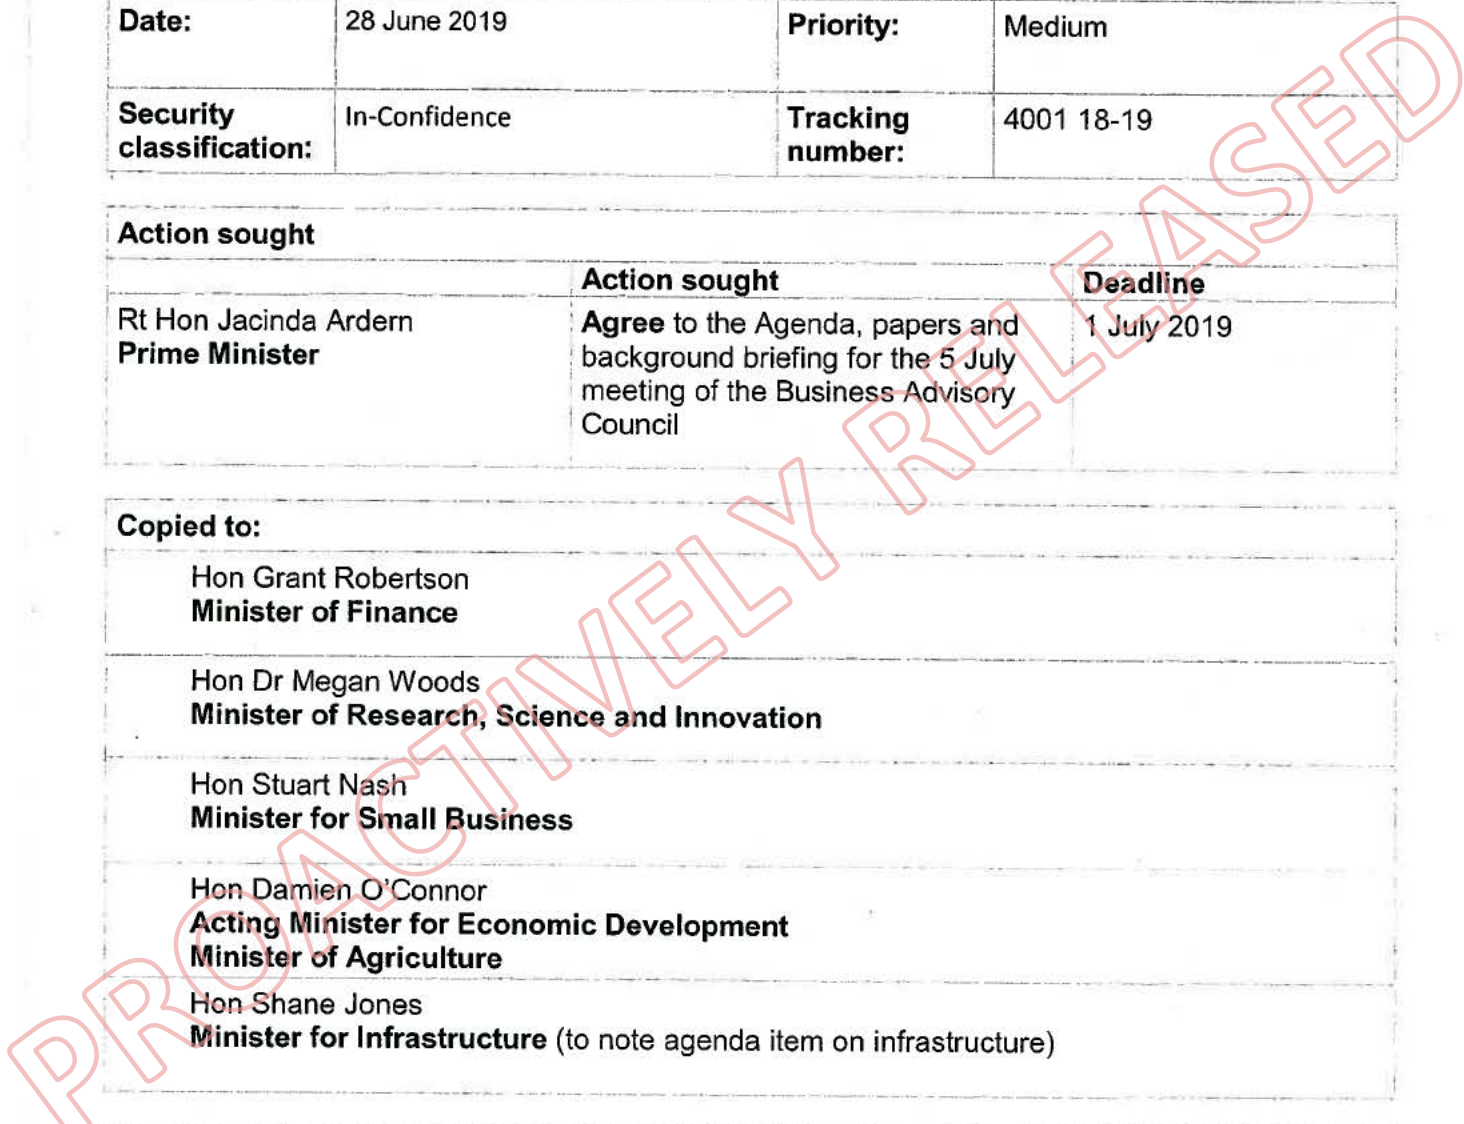 Date: 28 June 2019 Priority: Medium
Security classification: In-Confidence Tracking number: 4001 18-19
Action sought
Action sought Deadline
Rt Hon Jacinda Ardern
Prime Minister
Agree to the Agenda, papers and
background briefing for the 5 July
meeting of the Business Advisory
Council
1 July 2019
Copied to:
Hon Grant Robertson
Minister of Finance
Hon Dr Megan Woods
Minister of Research, Science and Innovation
Hon Stuart Nash
Minister for Small Business
Hon Damien O'Connor
Acting Minister for Economic Development
Minister of Agriculture
Hon Shane Jones
Minister for Infrastructure (to note agenda item on infrastructure)
PROACTIVELY RELEASED